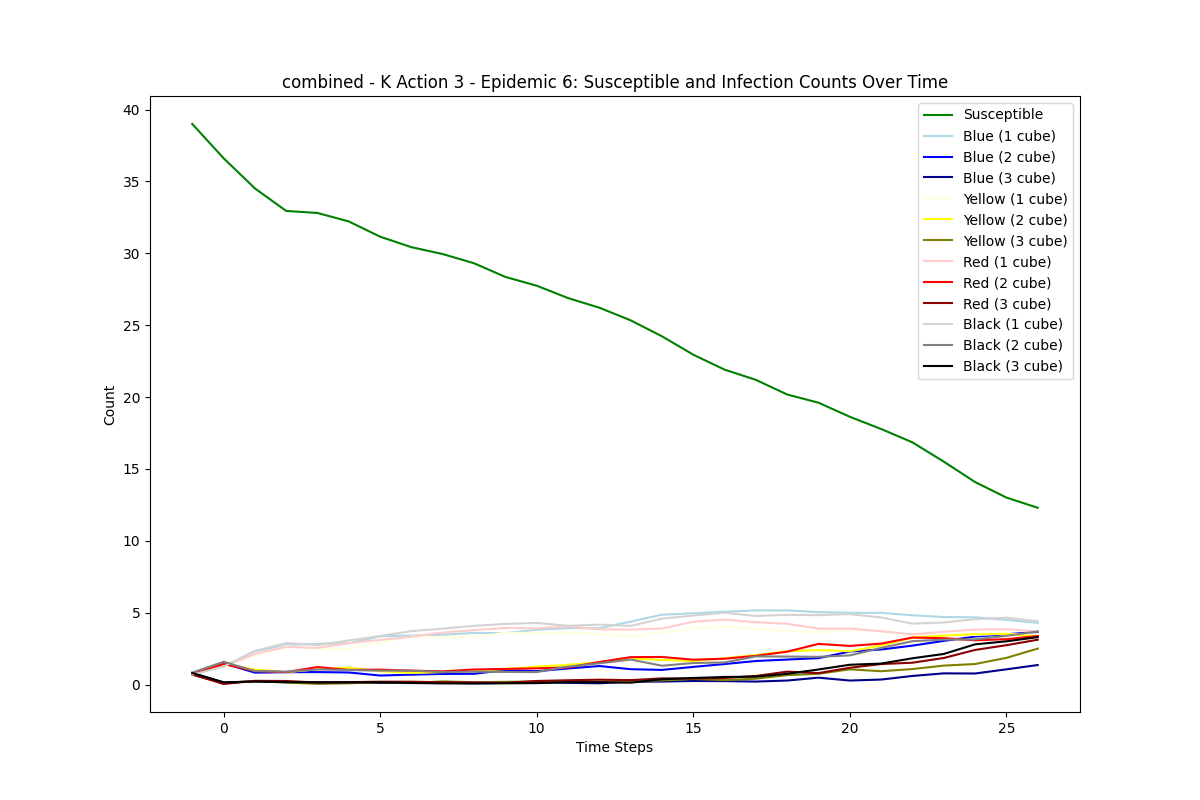 combined - K Action 3 - Epidemic 6: Susceptible and Infection Counts Over Time
40
35
30
25
20
15
10
5
0
Count
0 5 10 15 20 25
Time Steps
Susceptible
Blue (1 cube)
Blue (2 cube)
Blue (3 cube)
Yellow (1 cube)
Yellow (2 cube)
Yellow (3 cube)
Red (1 cube)
Red (2 cube)
Red (3 cube)
Black (1 cube)
Black (2 cube)
Black (3 cube)